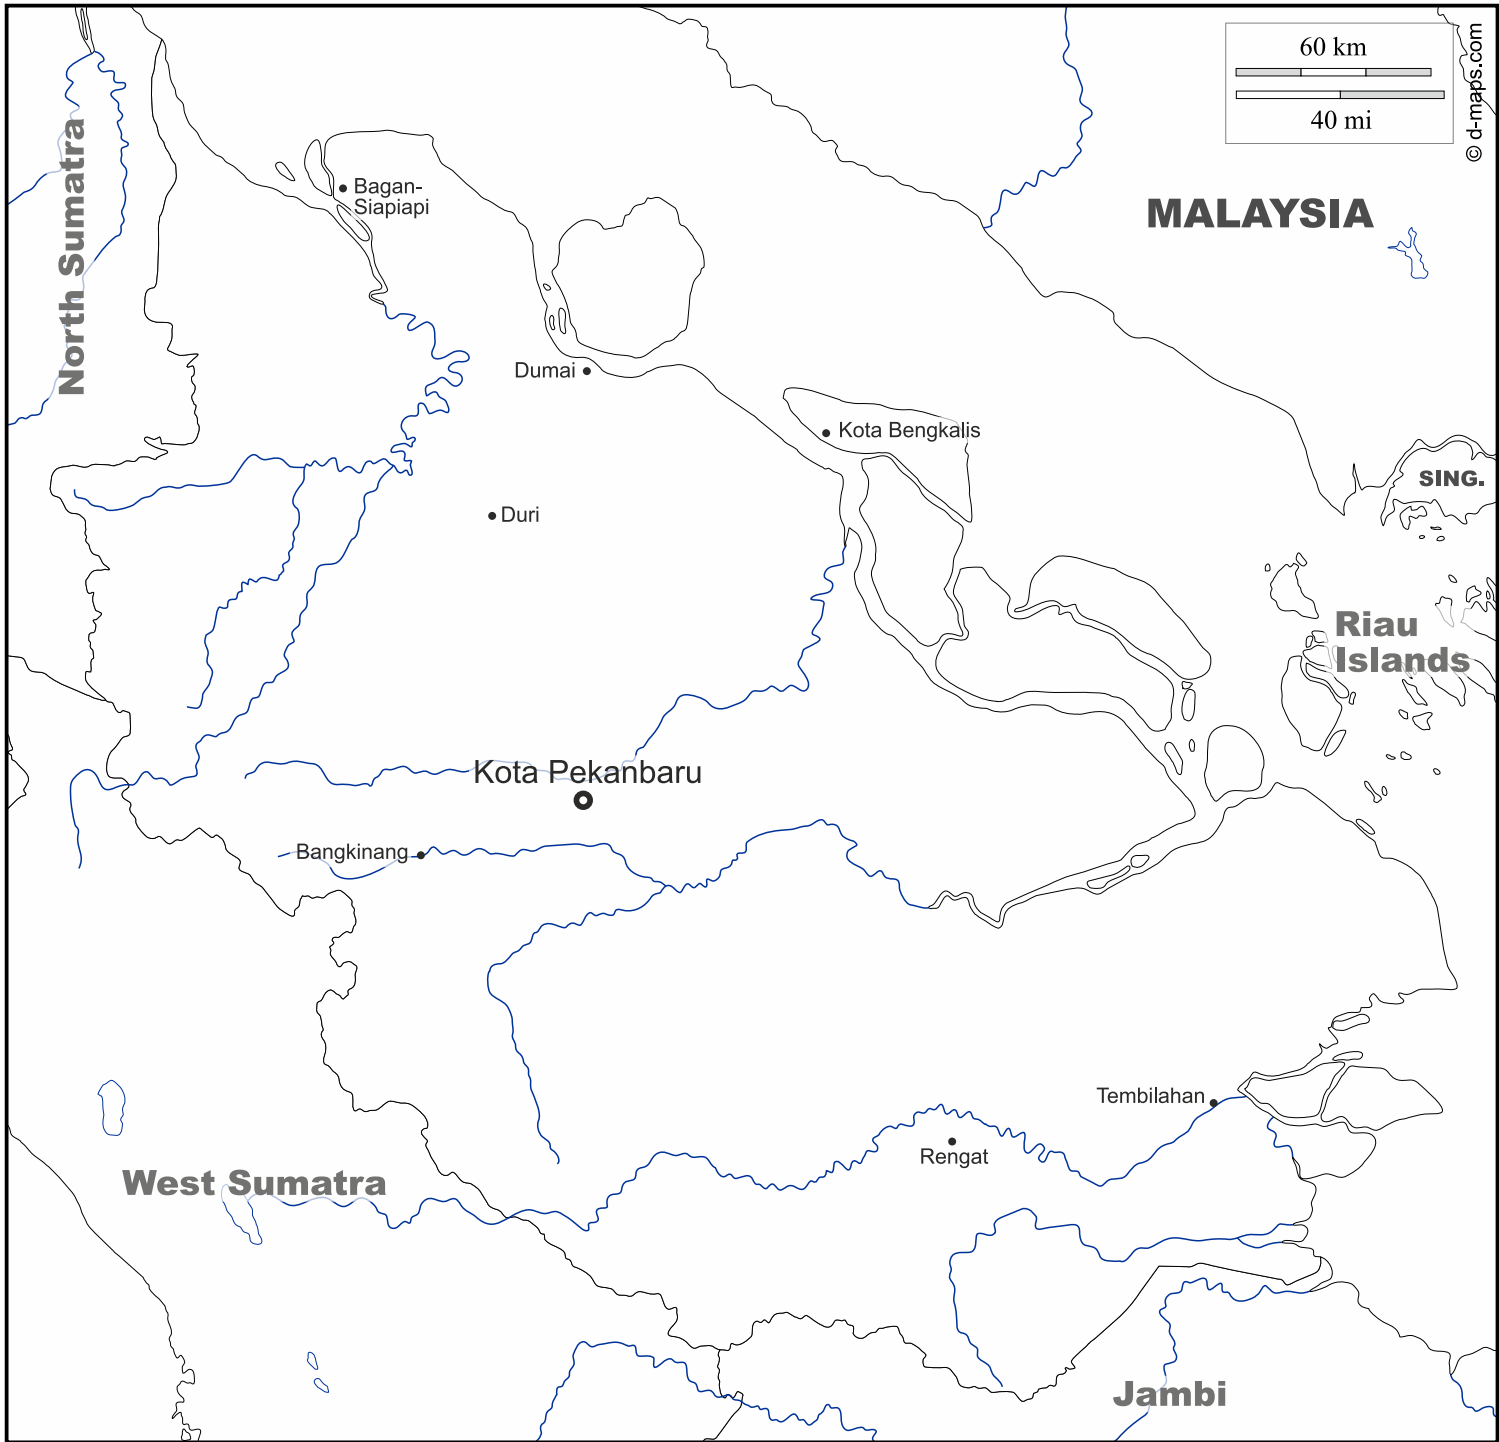 60 km
40 mi
© d-maps.com
North Sumatra
Bagan-
Siapiapi
MALAYSIA
Dumai
Kota Bengkalis
SING.
Duri
Riau
Islands
Kota Pekanbaru
Bangkinang
Tembilahan
Rengat
West Sumatra
Jambi